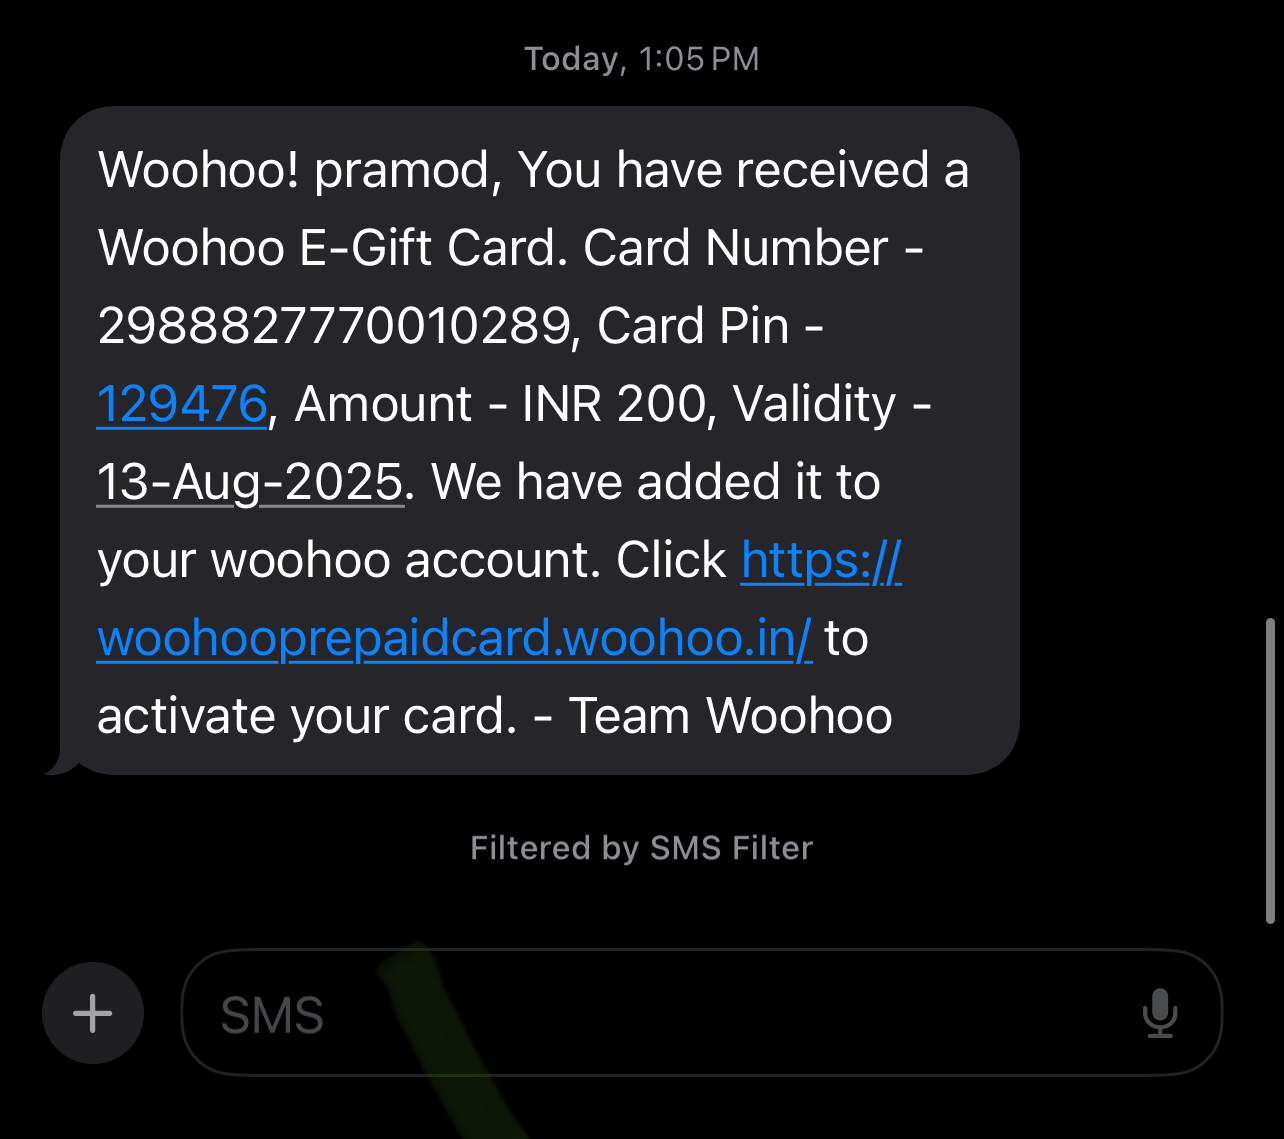 Today, 1:05 PM
Woohoo! pramod, You have received a
Woohoo E-Gift Card. Card Number -
2988827770010289, Card Pin -
129476, Amount - INR 200, Validity -
13-Aug-2025. We have added it to
your woohoo account. Click https://
woohooprepaidcard.woohoo.in/ to
activate your card. - Team Woohoo
Filtered by SMS Filter
SMS